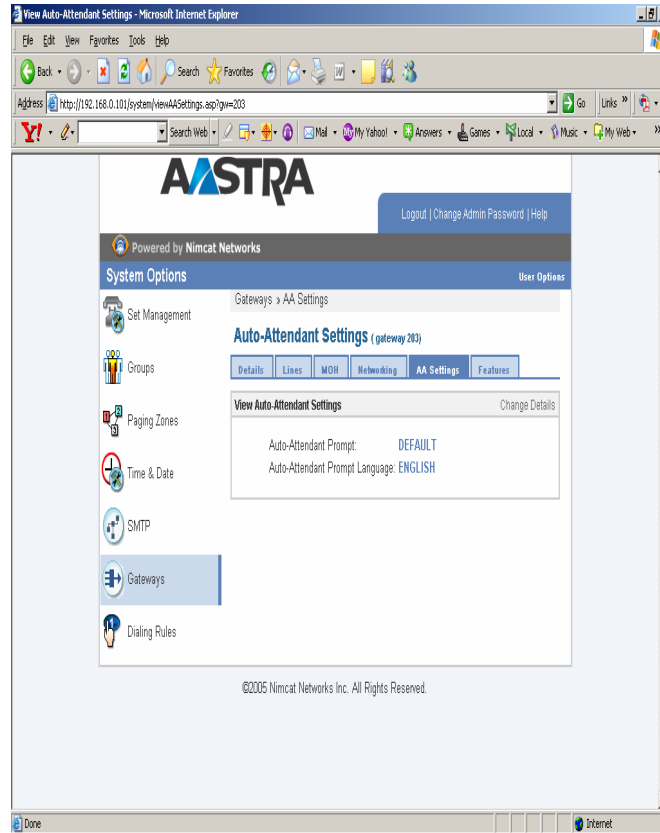 View Auto-Attendant Settings - Microsoft Internet Explorer
File Edit View Favorites Tools Help
Back Search Favorites
Address http://192.168.0.101/system/viewAASettings.asp?gw=203 Go Links »
Y! Search Web Mail My Yahoo! Answers Games Local Music My Web »
AASTRA
Logout | Change Admin Password | Help
Powered by Nimcat Networks
System Options User Options
Set Management
Groups
Paging Zones
Time & Date
SMTP
Gateways
Dialing Rules
Gateways » AA Settings
Auto-Attendant Settings ( gateway 203)
Details Lines MOH Networking AA Settings Features
View Auto-Attendant Settings Change Details
Auto-Attendant Prompt: DEFAULT
Auto-Attendant Prompt Language: ENGLISH
©2005 Nimcat Networks Inc. All Rights Reserved.
Done Internet